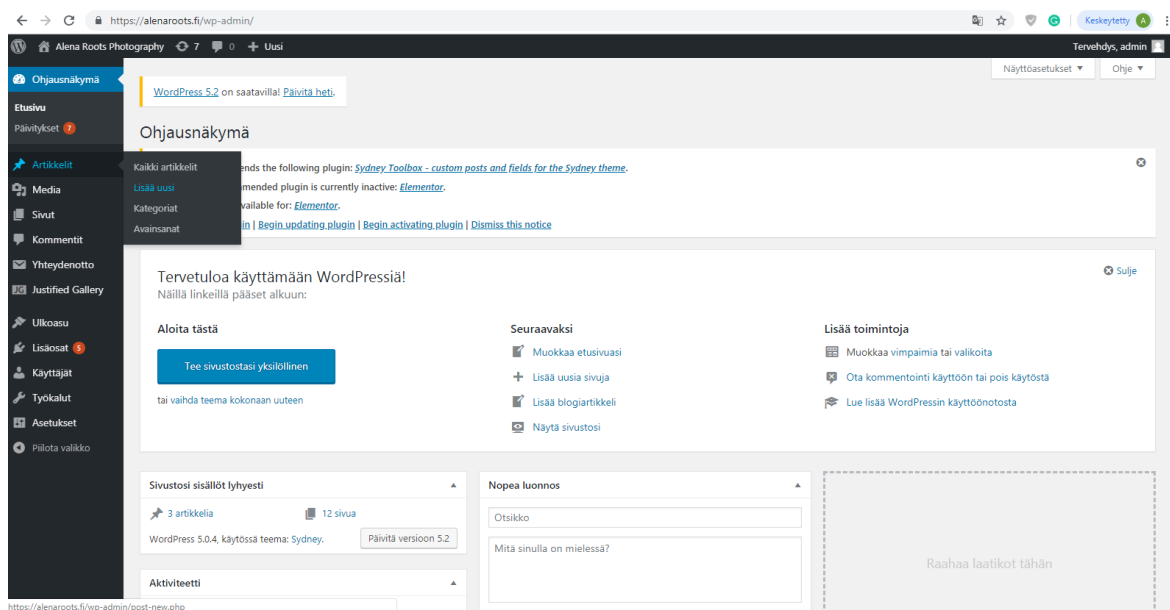 https://alenaroots.fi/wp-admin/
Keskeytetty A
Alena Roots Photography 7 0 Uusi
Tervehdys, admin
Näyttöasetukset
Ohje
Ohjausnäkymä
Etusivu
Päivitykset 7
Artikkelit
Media
Sivut
Kommentit
Yhteydenotto
JG Justified Gallery
Ulkoasu
Lisäosat 5
Käyttäjät
Työkalut
Asetukset
Piilota valikko
Kaikki artikkelit
Lisää uusi
Kategoriat
Avainsanat
WordPress 5.2 on saatavilla! Päivitä heti.
Ohjausnäkymä
ends the following plugin: Sydney Toolbox - custom posts and fields for the Sydney theme.
mended plugin is currently inactive: Elementor.
vailable for: Elementor.
in | Begin updating plugin | Begin activating plugin | Dismiss this notice
Tervetuloa käyttämään WordPressiä!
Sulje
Näillä linkeillä pääset alkuun:
Aloita tästä
Tee sivustostasi yksilöllinen
tai vaihda teema kokonaan uuteen
Seuraavaksi
Muokkaa etusivuasi
Lisää uusia sivuja
Lisää blogiartikkeli
Näytä sivustosi
Lisää toimintoja
Muokkaa vimpaimia tai valikoita
Ota kommentointi käyttöön tai pois käytöstä
Lue lisää WordPressin käyttöönotosta
Sivustosi sisällöt lyhyesti
3 artikkelia
12 sivua
WordPress 5.0.4, käytössä teema: Sydney.
Päivitä versioon 5.2
Aktiviteetti
Nopea luonnos
Otsikko
Mitä sinulla on mielessä?
Raahaa laatikot tähän
https://alenaroots.fi/wp-admin/post-new.php